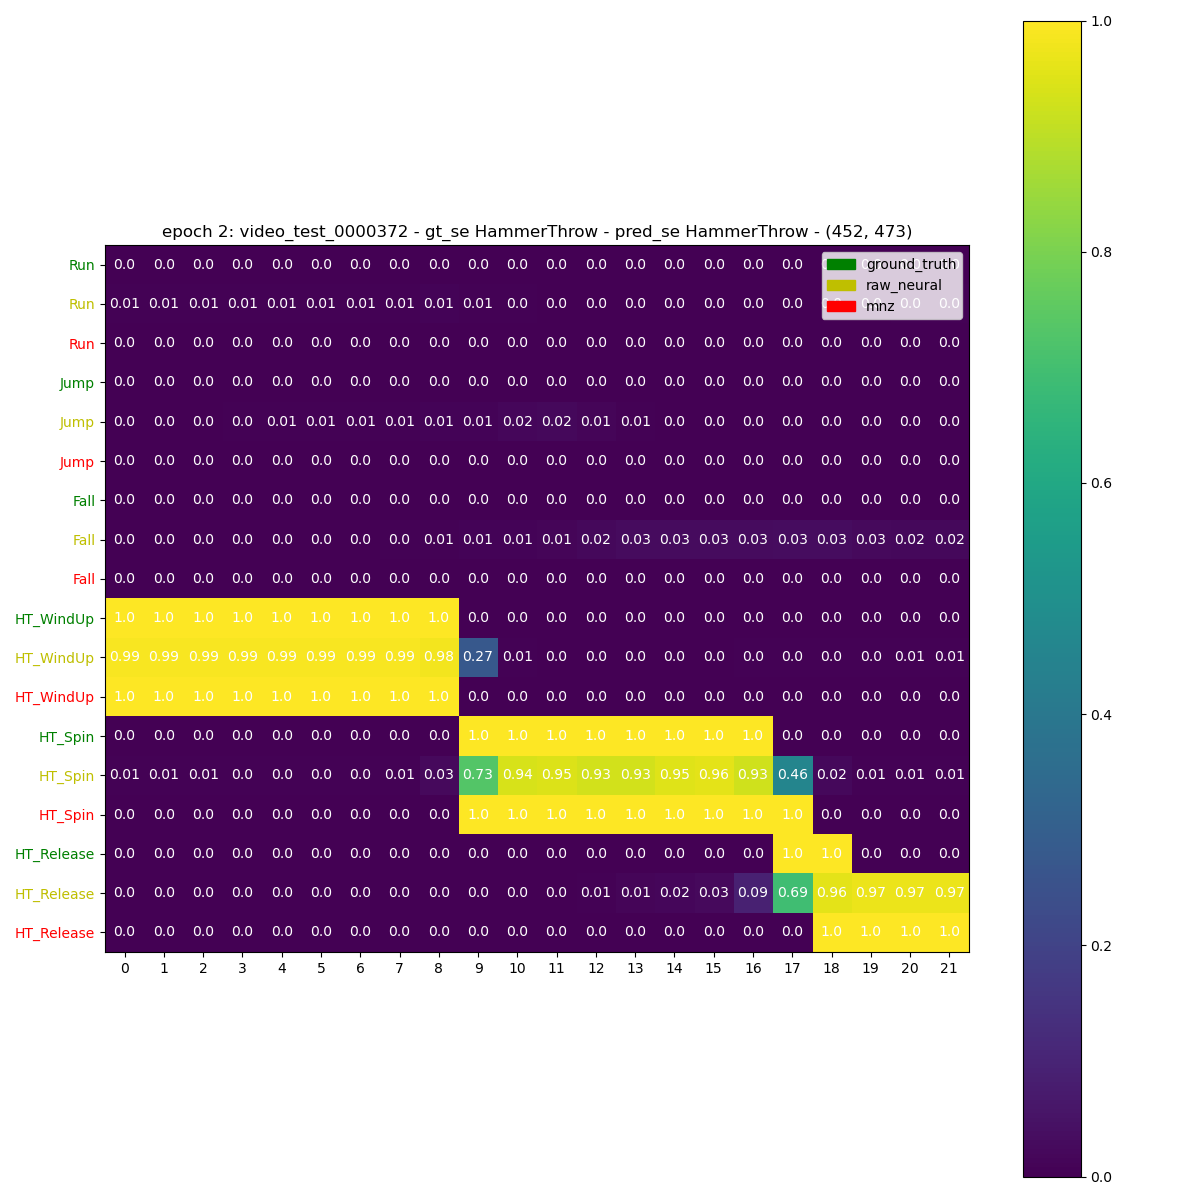 1.0
epoch 2: video_test_0000372 - gt_se HammerThrow - pred_se HammerThrow - (452, 473)
0.8
Run 0.0 0.0 0.0 0.0 0.0 0.0 0.0 0.0 0.0 0.0 0.0 0.0 0.0 0.0 0.0 0.0 0.0 0.0
ground_truth
raw_neural
mnz
Run 0.01 0.01 0.01 0.01 0.01 0.01 0.01 0.01 0.01 0.01 0.0 0.0 0.0 0.0 0.0 0.0 0.0 0.0
Run 0.0 0.0 0.0 0.0 0.0 0.0 0.0 0.0 0.0 0.0 0.0 0.0 0.0 0.0 0.0 0.0 0.0 0.0 0.0 0.0 0.0 0.0
Jump 0.0 0.0 0.0 0.0 0.0 0.0 0.0 0.0 0.0 0.0 0.0 0.0 0.0 0.0 0.0 0.0 0.0 0.0 0.0 0.0 0.0 0.0
Jump 0.0 0.0 0.0 0.0 0.01 0.01 0.01 0.01 0.01 0.01 0.02 0.02 0.01 0.01 0.0 0.0 0.0 0.0 0.0 0.0 0.0 0.0
Jump 0.0 0.0 0.0 0.0 0.0 0.0 0.0 0.0 0.0 0.0 0.0 0.0 0.0 0.0 0.0 0.0 0.0 0.0 0.0 0.0 0.0 0.0
0.6
Fall 0.0 0.0 0.0 0.0 0.0 0.0 0.0 0.0 0.0 0.0 0.0 0.0 0.0 0.0 0.0 0.0 0.0 0.0 0.0 0.0 0.0 0.0
Fall 0.0 0.0 0.0 0.0 0.0 0.0 0.0 0.0 0.01 0.01 0.01 0.01 0.02 0.03 0.03 0.03 0.03 0.03 0.03 0.03 0.02 0.02
Fall 0.0 0.0 0.0 0.0 0.0 0.0 0.0 0.0 0.0 0.0 0.0 0.0 0.0 0.0 0.0 0.0 0.0 0.0 0.0 0.0 0.0 0.0
HT_WindUp 1.0 1.0 1.0 1.0 1.0 1.0 1.0 1.0 1.0 0.0 0.0 0.0 0.0 0.0 0.0 0.0 0.0 0.0 0.0 0.0 0.0 0.0
HT_WindUp 0.99 0.99 0.99 0.99 0.99 0.99 0.99 0.99 0.98 0.27 0.01 0.0 0.0 0.0 0.0 0.0 0.0 0.0 0.0 0.0 0.01 0.01
HT_WindUp 1.0 1.0 1.0 1.0 1.0 1.0 1.0 1.0 1.0 0.0 0.0 0.0 0.0 0.0 0.0 0.0 0.0 0.0 0.0 0.0 0.0 0.0
0.4
HT_Spin 0.0 0.0 0.0 0.0 0.0 0.0 0.0 0.0 0.0 1.0 1.0 1.0 1.0 1.0 1.0 1.0 1.0 0.0 0.0 0.0 0.0 0.0
HT_Spin 0.01 0.01 0.01 0.0 0.0 0.0 0.0 0.01 0.03 0.73 0.94 0.95 0.93 0.93 0.95 0.96 0.93 0.46 0.02 0.01 0.01 0.01
HT_Spin 0.0 0.0 0.0 0.0 0.0 0.0 0.0 0.0 0.0 1.0 1.0 1.0 1.0 1.0 1.0 1.0 1.0 1.0 0.0 0.0 0.0 0.0
HT_Release 0.0 0.0 0.0 0.0 0.0 0.0 0.0 0.0 0.0 0.0 0.0 0.0 0.0 0.0 0.0 0.0 0.0 1.0 1.0 0.0 0.0 0.0
HT_Release 0.0 0.0 0.0 0.0 0.0 0.0 0.0 0.0 0.0 0.0 0.0 0.0 0.01 0.01 0.02 0.03 0.09 0.69 0.96 0.97 0.97 0.97
HT_Release 0.0 0.0 0.0 0.0 0.0 0.0 0.0 0.0 0.0 0.0 0.0 0.0 0.0 0.0 0.0 0.0 0.0 0.0 1.0 1.0 1.0 1.0
0.2
0 1 2 3 4 5 6 7 8 9 10 11 12 13 14 15 16 17 18 19 20 21
0.0